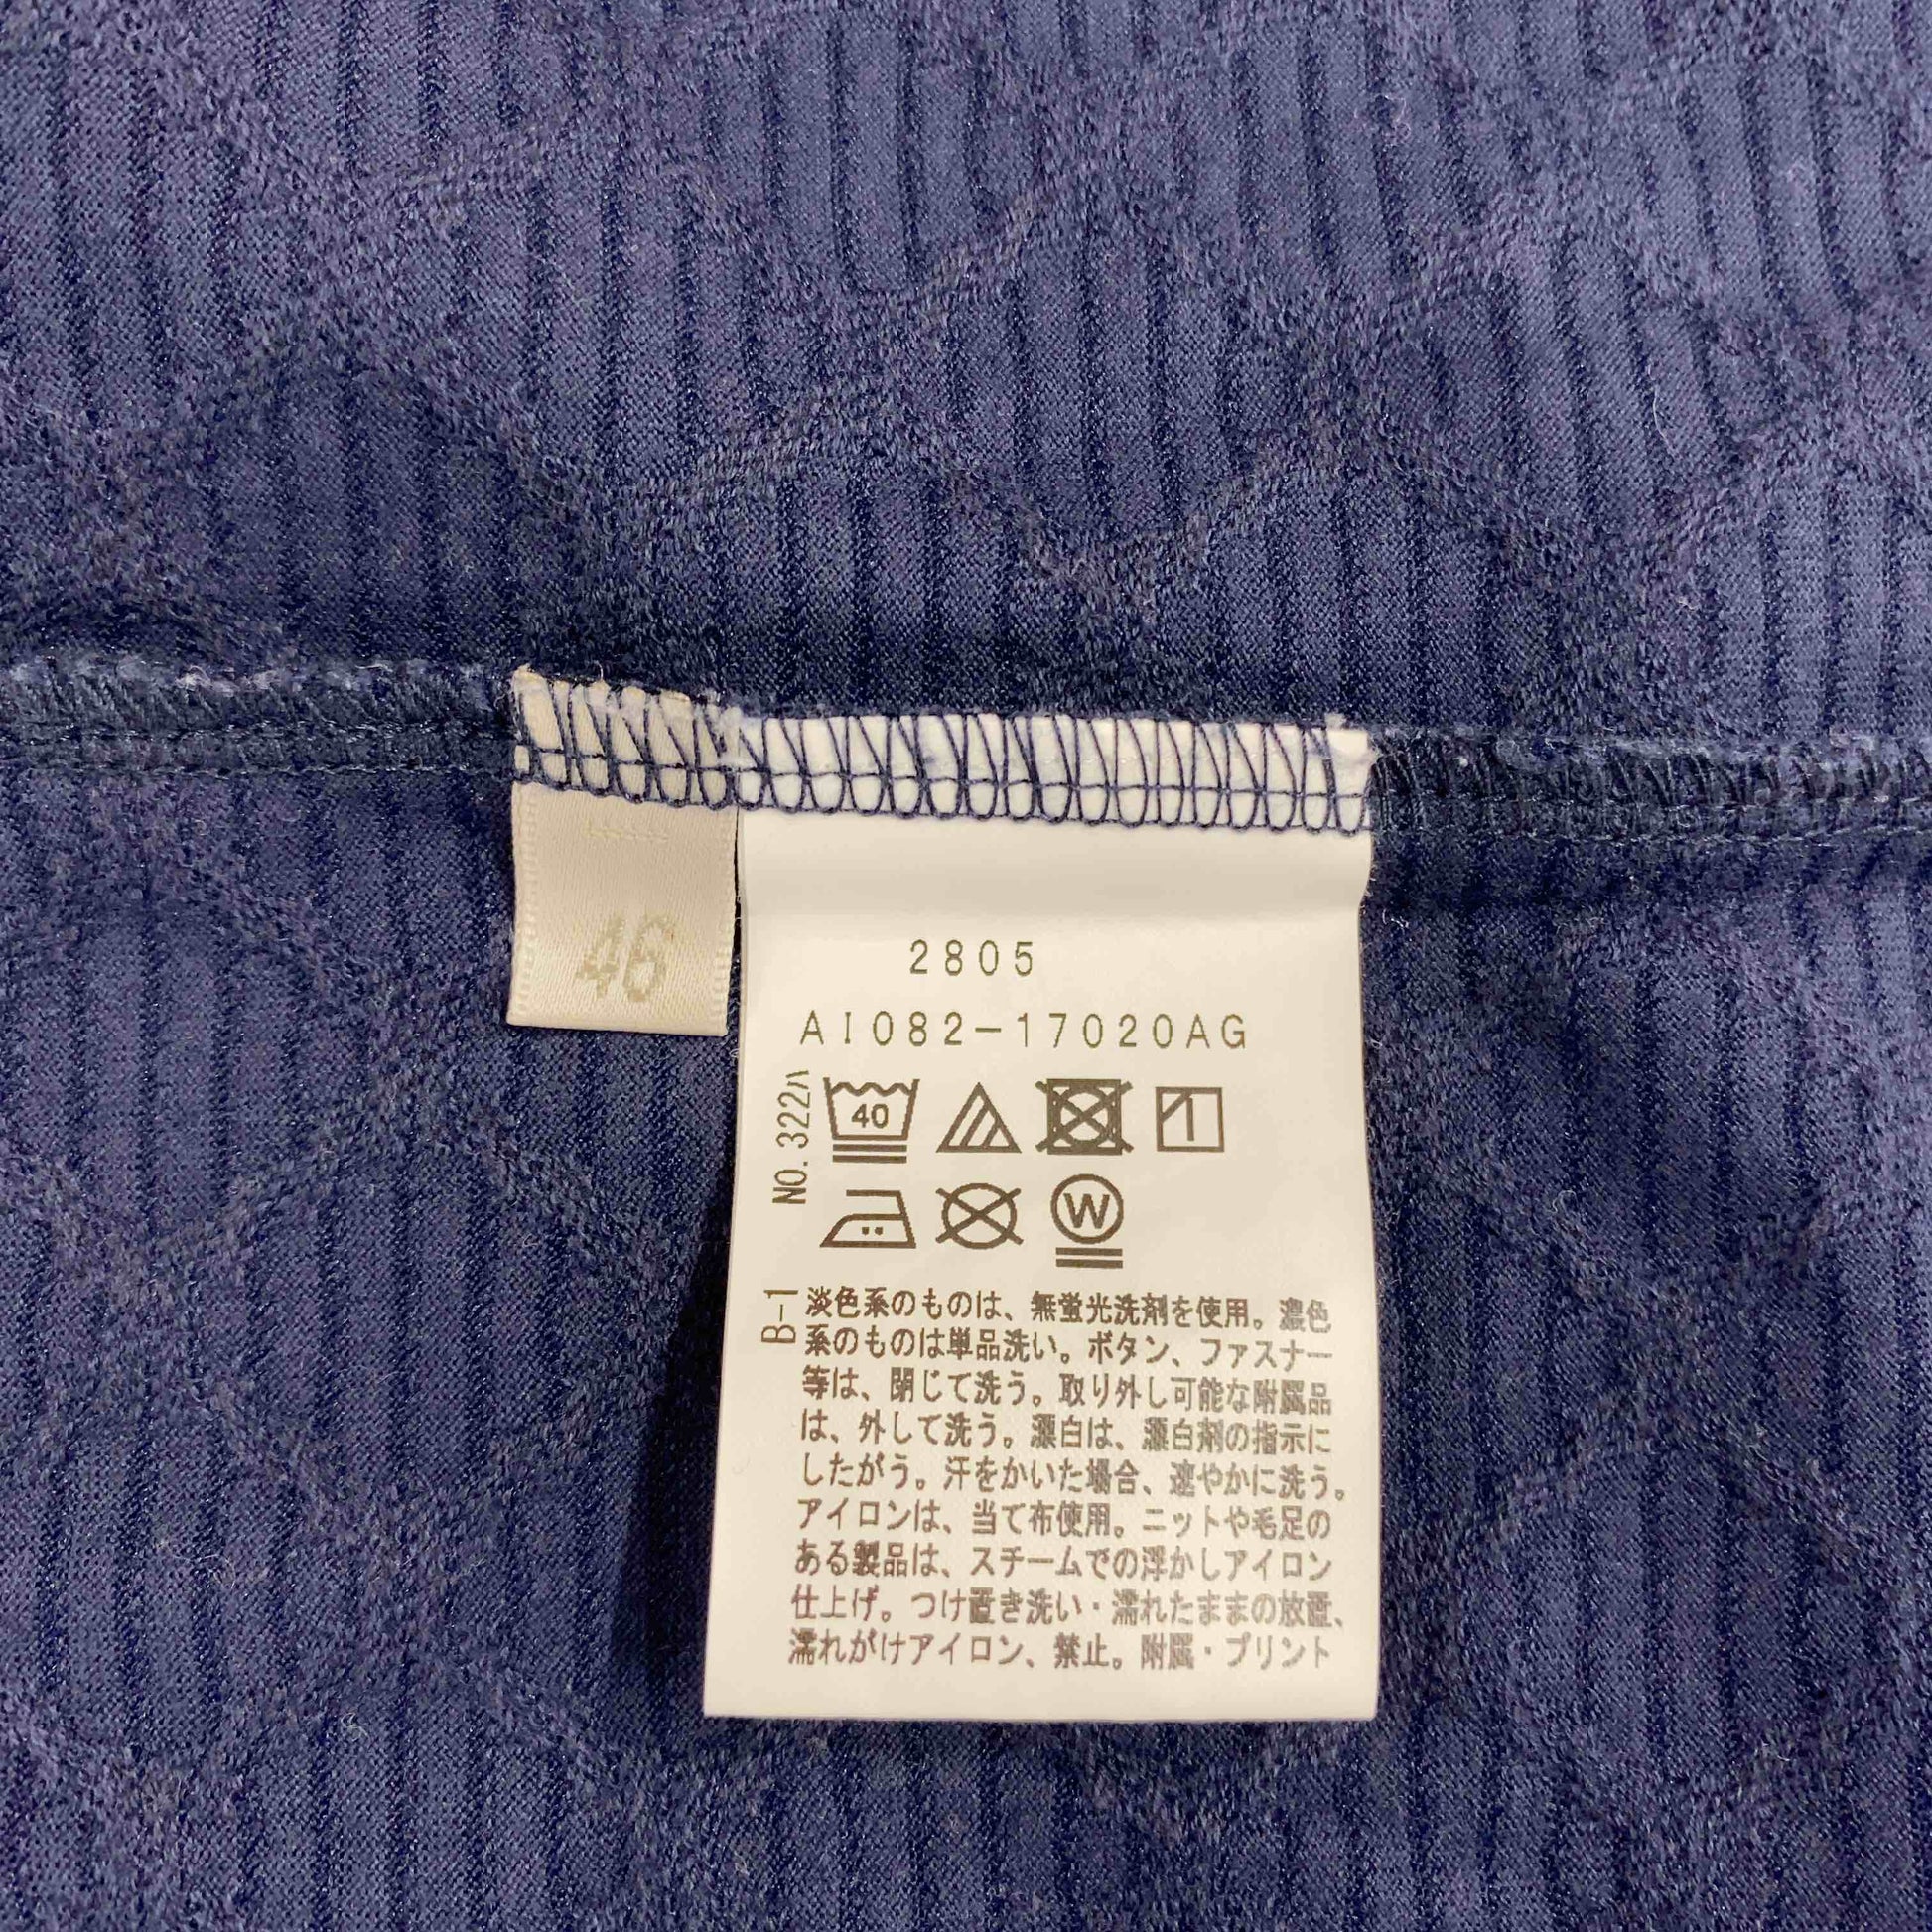 46
2805
AI082-17020AG
NO.322ハ
40
W
B-1
淡色系のものは、無蛍光洗剤を使用。濃色
系のものは単品洗い。ボタン、ファスナー
等は、閉じて洗う。取り外し可能な附属品
は、外して洗う。漂白は、漂白剤の指示に
したがう。汗をかいた場合、速やかに洗う。
アイロンは、当て布使用。ニットや毛足の
ある製品は、スチームでの浮かしアイロン
仕上げ。つけ置き洗い・濡れたままの放置、
濡れがけアイロン、禁止。附属・プリント